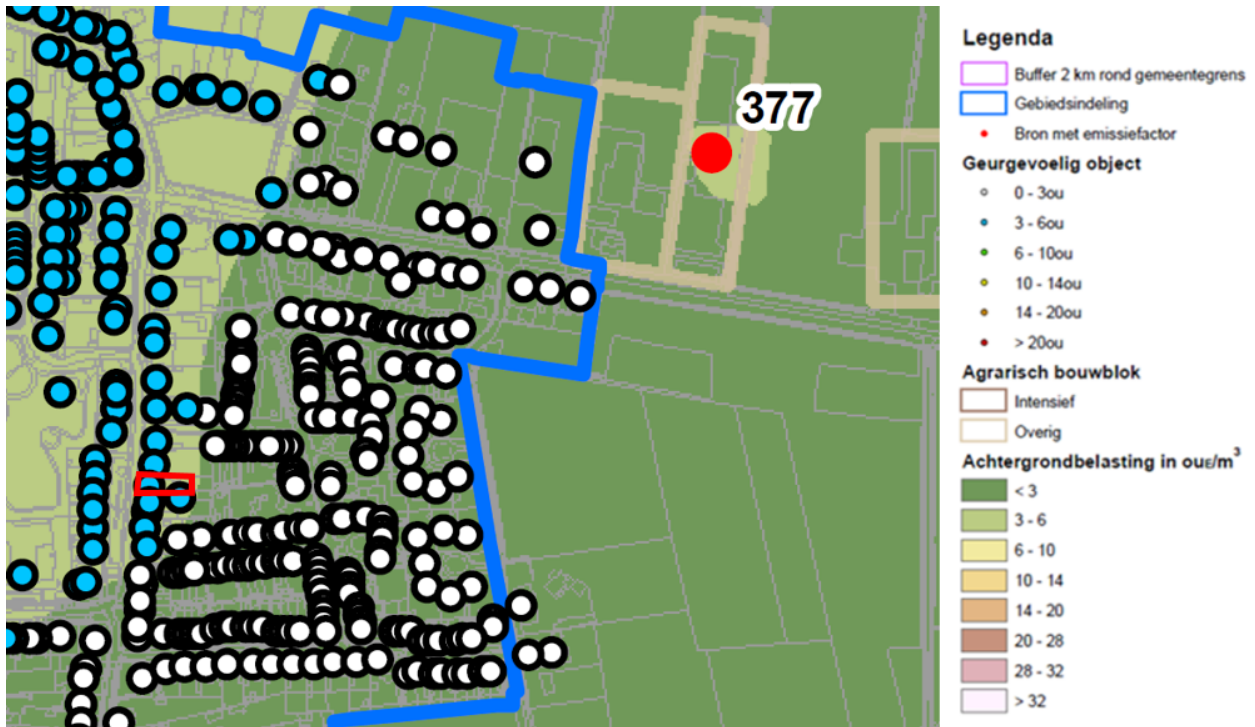 377
Legenda
Buffer 2 km rond gemeentegrens
Gebiedsindeling
Bron met emissiefactor
Geurgevoelig object
0 - 3ou
3 - 6ou
6 - 10ou
10 - 14ou
14 - 20ou
> 20ou
Agrarisch bouwblok
Intensief
Overig
Achtergrondbelasting in ouᴇ/m³
< 3
3 - 6
6 - 10
10 - 14
14 - 20
20 - 28
28 - 32
> 32